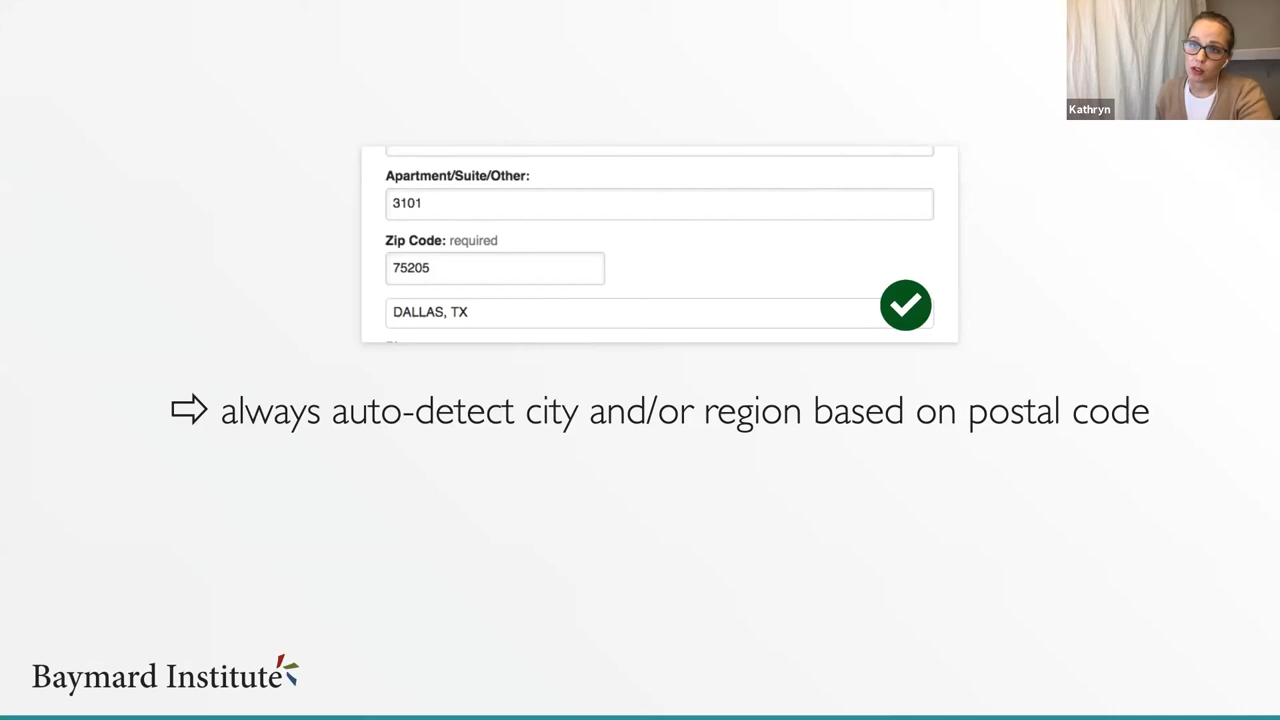 Kathryn
Apartment/Suite/Other:
3101
Zip Code: required
75205
DALLAS, TX
⇨ always auto-detect city and/or region based on postal code
Baymard Institute